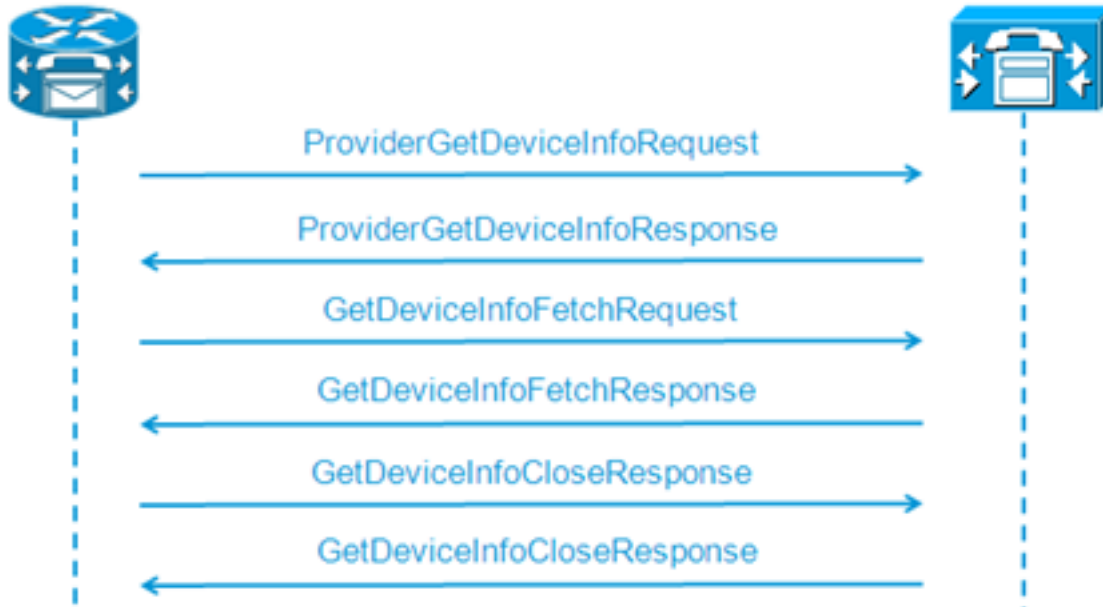 ProviderGetDeviceInfoRequest
ProviderGetDeviceInfoResponse
GetDeviceInfoFetchRequest
GetDeviceInfoFetchResponse
GetDeviceInfoCloseResponse
GetDeviceInfoCloseResponse